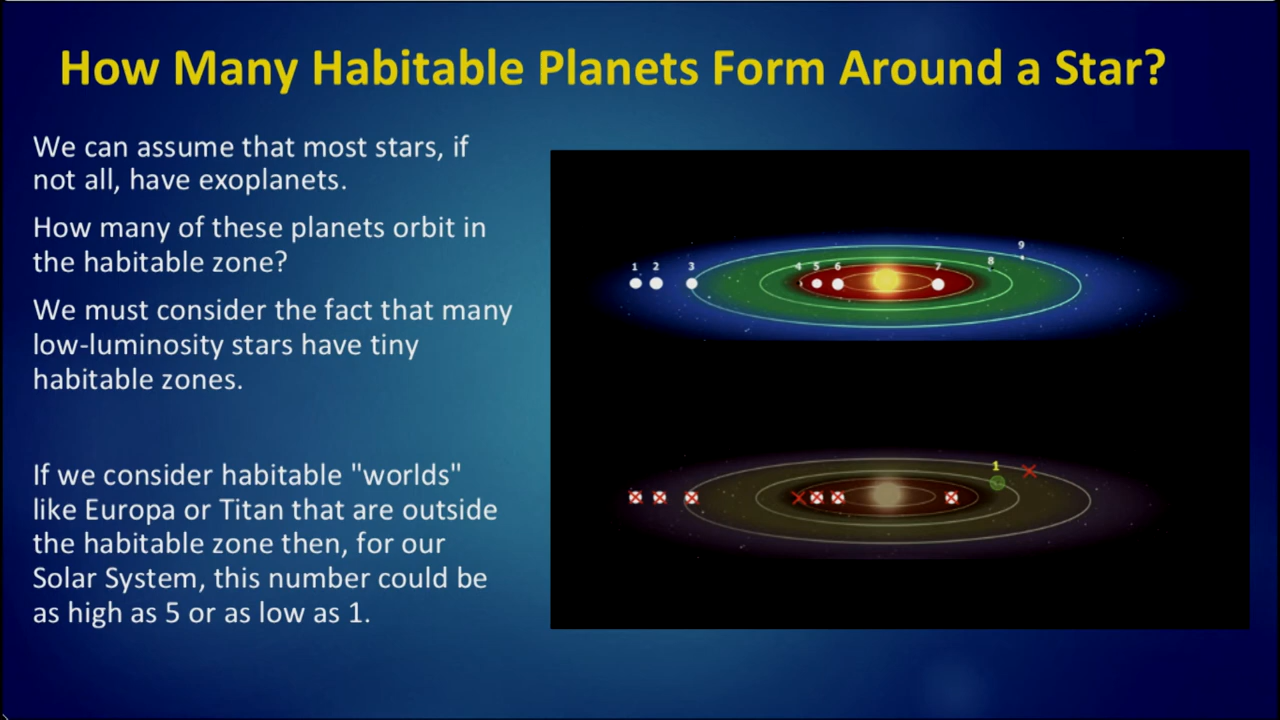 How Many Habitable Planets Form Around a Star?
We can assume that most stars, if
not all, have exoplanets.
How many of these planets orbit in
the habitable zone?
We must consider the fact that many
low-luminosity stars have tiny
habitable zones.
If we consider habitable "worlds"
like Europa or Titan that are outside
the habitable zone then, for our
Solar System, this number could be
as high as 5 or as low as 1.
1 2 3 4 5 6 7 8 9
1